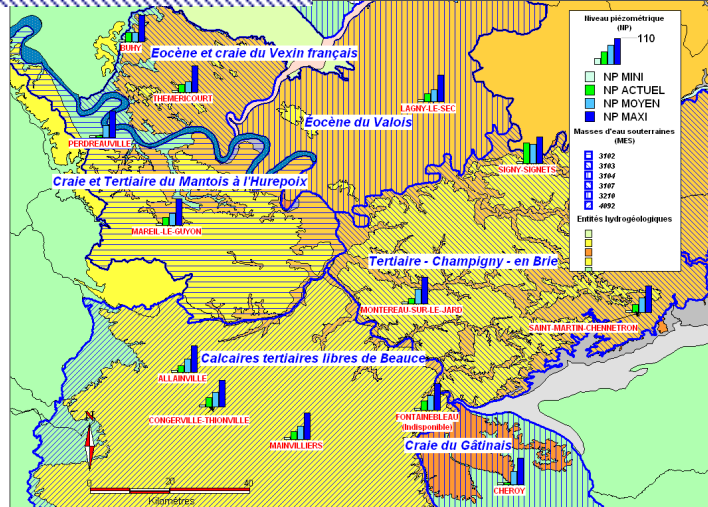 BUHY
Eocène et craie du Vexin français
THEMERICOURT
LAGNY-LE-SEC
Éocène du Valois
PERDREAUVILLE
SIGNY-SIGNETS
Craie et Tertiaire du Mantois à l'Hurepoix
MAREIL-LE-GUYON
Tertiaire - Champigny - en Brie
MONTEREAU-SUR-LE-JARD
SAINT-MARTIN-CHENNETRON
Calcaires tertiaires libres de Beauce
ALLAINVILLE
CONGERVILLE-THIONVILLE
MAINVILLIERS
FONTAINEBLEAU
(Indisponible)
Craie du Gâtinais
CHEROY
N
0 20 40
Kilomètres
Niveau piézométrique
(NP)
110
NP MINI
NP ACTUEL
NP MOYEN
NP MAXI
Masses d'eau souterraines
(MES)
3102
3103
3104
3107
3210
4092
Entités hydrogéologiques